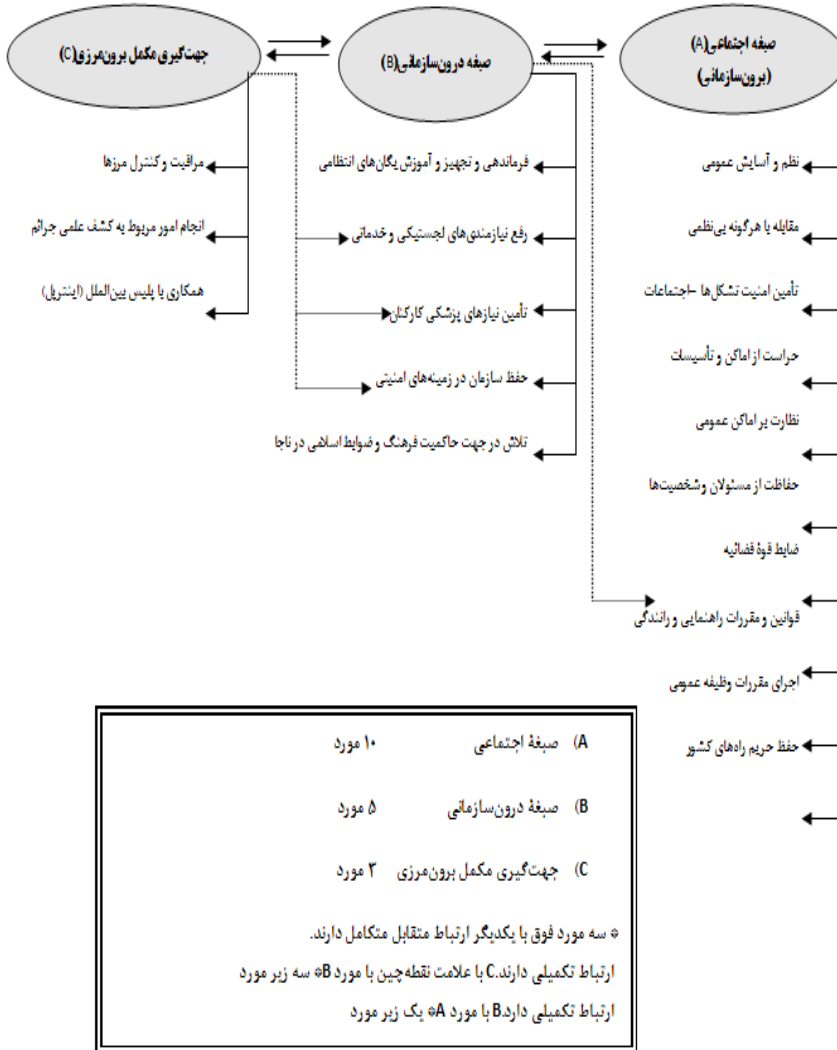 صبغه اجتماعی(A)
(برون‌سازمانی)
صبغه درون‌سازمانی(B)
جهت‌گیری مکمل برون‌مرزی(C)
نظم و آسایش عمومی
مقابله با هرگونه بی‌نظمی
تأمین امنیت تشکل‌ها –اجتماعات
حراست از اماکن و تأسیسات
نظارت بر اماکن عمومی
حفاظت از مسئولان وشخصیت‌ها
ضابط قوۀ قضائیه
قوانین و مقررات راهنمایی و رانندگی
اجرای مقررات وظیفه عمومی
حفظ حریم راه‌های کشور
فرماندهی و تجهیز و آموزش یگان‌های انتظامی
رفع نیازمندی‌های لجستیکی و خدماتی
تأمین نیازهای پزشکی کارکنان
حفظ سازمان در زمینه‌های امنیتی
تلاش در جهت حاکمیت فرهنگ و ضوابط اسلامی در ناجا
مراقبت و کنترل مرزها
انجام امور مربوط به کشف علمی جرائم
همکاری با پلیس بین‌الملل (اینترپل)
A) صبغۀ اجتماعی ۱۰ مورد
B) صبغۀ درون‌سازمانی ۵ مورد
C) جهت‌گیری مکمل برون‌مرزی ۳ مورد
* سه مورد فوق با یکدیگر ارتباط متقابل متکامل دارند.
ارتباط تکمیلی دارند.C با علامت نقطه‌چین با مورد B* سه زیر مورد
ارتباط تکمیلی دارد.B با مورد A* یک زیر مورد